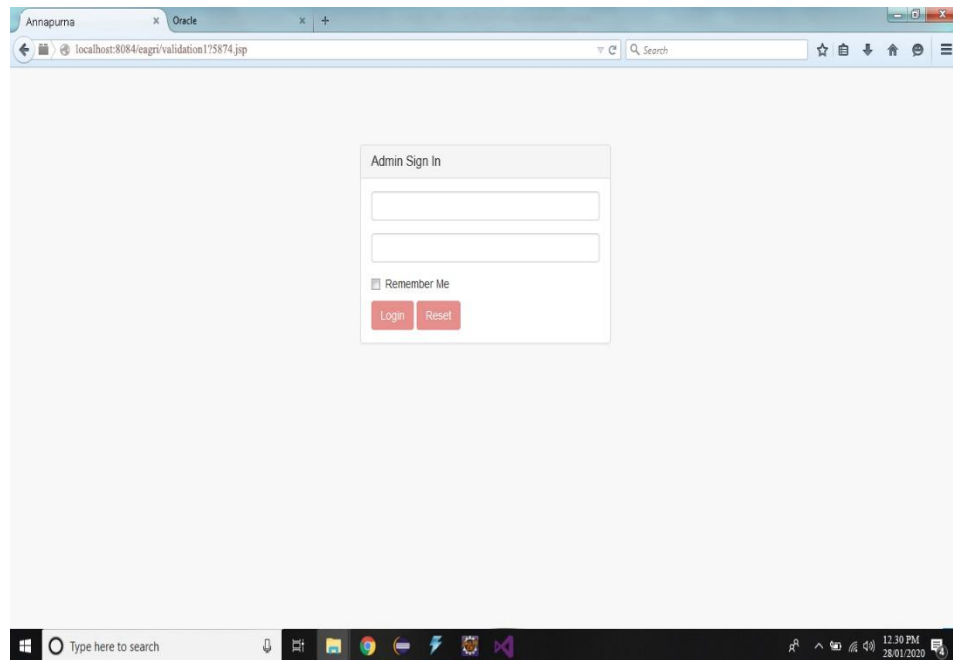 Annapurna
Oracle
localhost:8084/eagri/validation1?5874.jsp
Search
Admin Sign In
Remember Me
Login
Reset
Type here to search
12.30 PM
28/01/2020
4